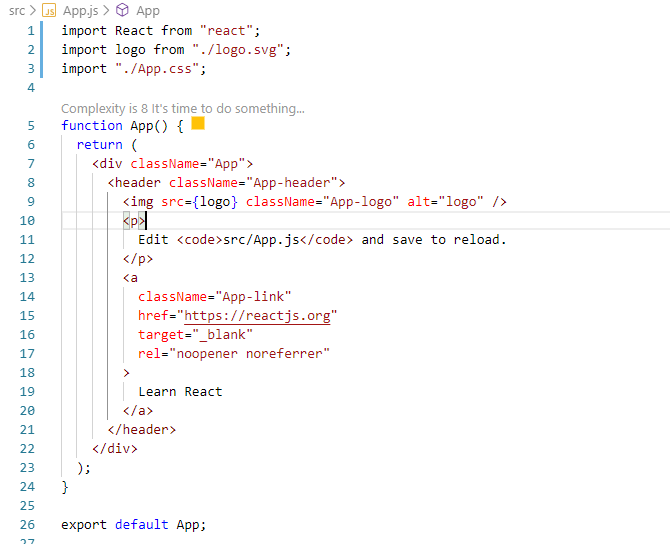 src > JS App.js > App
1 import React from "react";
2 import logo from "./logo.svg";
3 import "./App.css";
4
Complexity is 8 It's time to do something...
5 function App() {
6   return (
7     <div className="App">
8       <header className="App-header">
9         <img src={logo} className="App-logo" alt="logo" />
10         <p>
11           Edit <code>src/App.js</code> and save to reload.
12         </p>
13         <a
14           className="App-link"
15           href="https://reactjs.org"
16           target="_blank"
17           rel="noopener noreferrer"
18         >
19           Learn React
20         </a>
21       </header>
22     </div>
23   );
24 }
25
26 export default App;
27